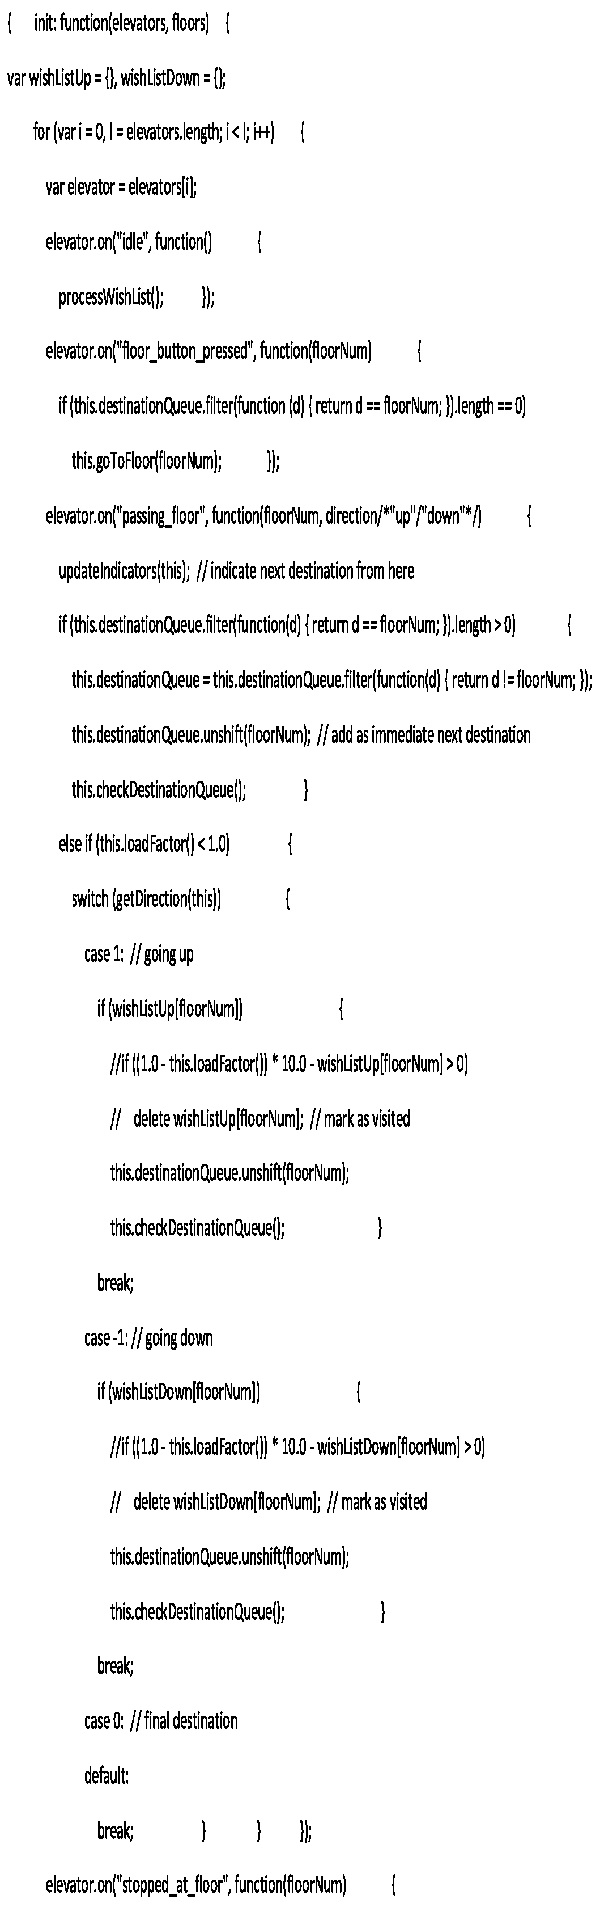 { init: function(elevators, floors) {
var wishListUp = {}, wishListDown = {};
for (var i = 0, l = elevators.length; i < l; i++) {
var elevator = elevators[i];
elevator.on("idle", function() {
processWishList(); });
elevator.on("floor_button_pressed", function(floorNum) {
if (this.destinationQueue.filter(function (d) { return d == floorNum; }).length == 0)
this.goToFloor(floorNum); });
elevator.on("passing_floor", function(floorNum, direction/*"up"/"down"*/) {
updateIndicators(this); // indicate next destination from here
if (this.destinationQueue.filter(function(d) { return d == floorNum; }).length > 0) {
this.destinationQueue = this.destinationQueue.filter(function(d) { return d != floorNum; });
this.destinationQueue.unshift(floorNum); // add as immediate next destination
this.checkDestinationQueue(); }
else if (this.loadFactor() < 1.0) {
switch (getDirection(this)) {
case 1: // going up
if (wishListUp[floorNum]) {
//if ((1.0 - this.loadFactor()) * 10.0 - wishListUp[floorNum] > 0)
// delete wishListUp[floorNum]; // mark as visited
this.destinationQueue.unshift(floorNum);
this.checkDestinationQueue(); }
break;
case -1: // going down
if (wishListDown[floorNum]) {
//if ((1.0 - this.loadFactor()) * 10.0 - wishListDown[floorNum] > 0)
// delete wishListDown[floorNum]; // mark as visited
this.destinationQueue.unshift(floorNum);
this.checkDestinationQueue(); }
break;
case 0: // final destination
default:
break; } } });
elevator.on("stopped_at_floor", function(floorNum) {